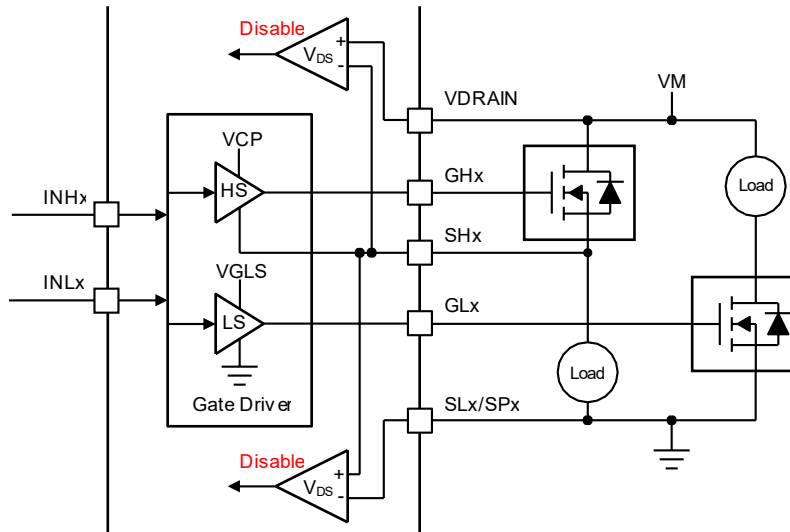 Disable
+
VDS
-
VDRAIN
VM
VCP
GHx
HS
INHx
Load
SHx
VGLS
INLx
GLx
LS
Load
Gate Driver
SLx/SPx
Disable
+
VDS
-